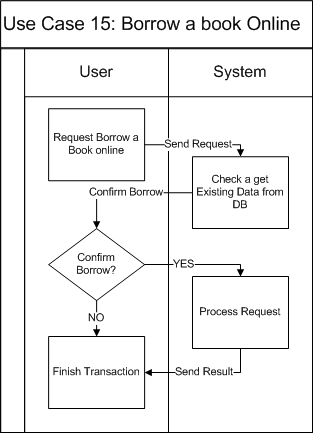 Use Case 15: Borrow a book Online
User
System
Request Borrow a
Book online
Send Request
Check a get
Existing Data from
DB
Confirm Borrow
Confirm
Borrow?
YES
Process Request
NO
Finish Transaction
Send Result